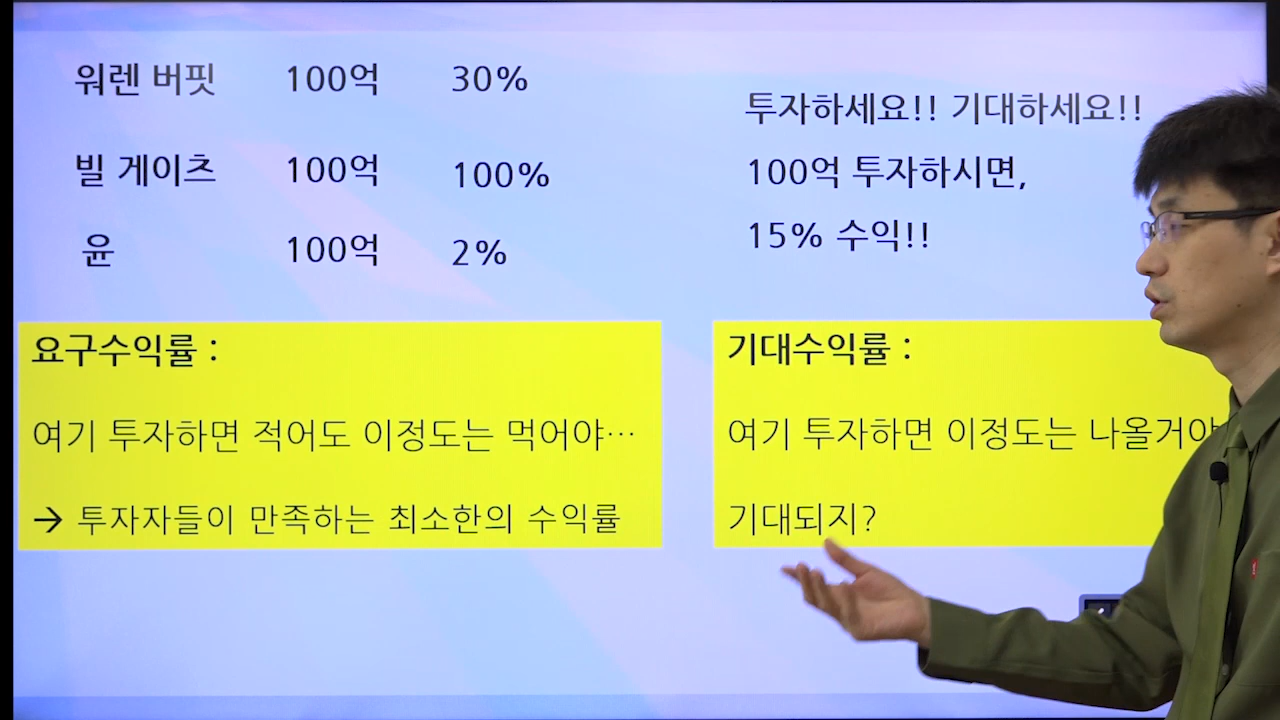 워렌 버핏 100억 30%
빌 게이츠 100억 100%
윤 100억 2%
투자하세요!! 기대하세요!!
100억 투자하시면,
15% 수익!!
요구수익률 :
여기 투자하면 적어도 이정도는 먹어야…
→ 투자자들이 만족하는 최소한의 수익률
기대수익률 :
여기 투자하면 이정도는 나올거야
기대되지?